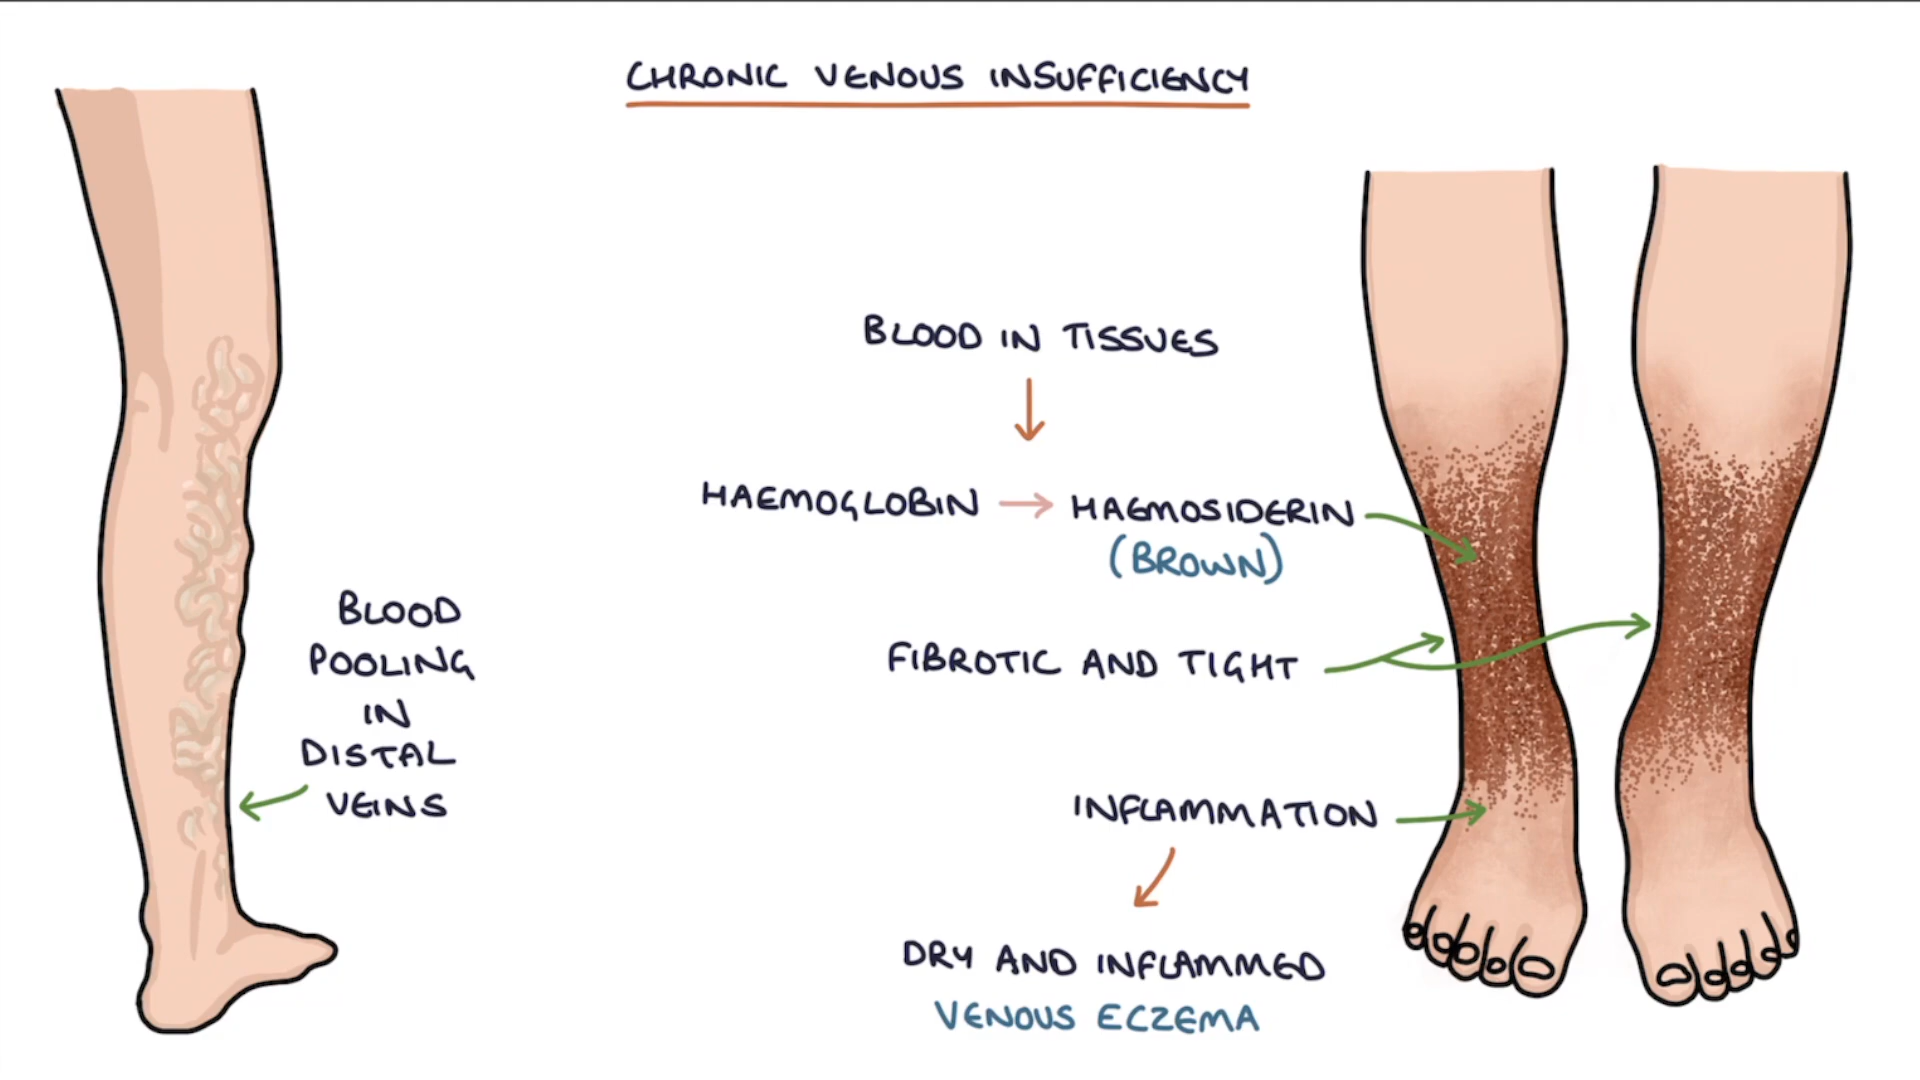 CHRONIC VENOUS INSUFFICIENCY
BLOOD IN TISSUES
HAEMOGLOBIN → HAEMOSIDERIN
(BROWN)
BLOOD
POOLING
IN
DISTAL
VEINS
FIBROTIC AND TIGHT
INFLAMMATION
DRY AND INFLAMMED
VENOUS ECZEMA